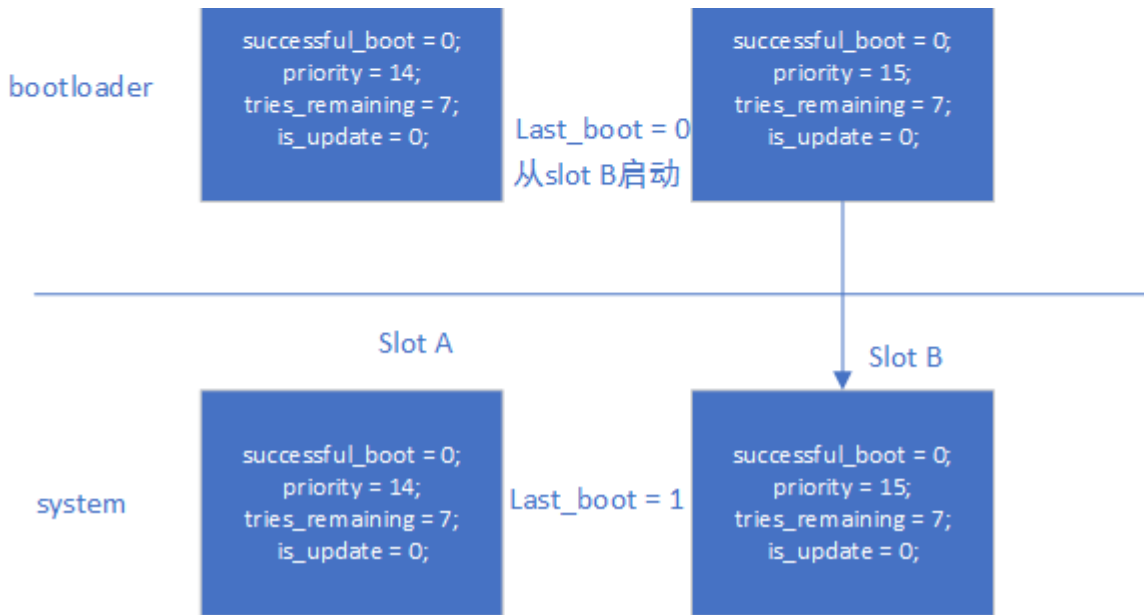 bootloader
successful_boot = 0;
priority = 14;
tries_remaining = 7;
is_update = 0;
Last_boot = 0
从slot B启动
successful_boot = 0;
priority = 15;
tries_remaining = 7;
is_update = 0;
Slot A
Slot B
system
successful_boot = 0;
priority = 14;
tries_remaining = 7;
is_update = 0;
Last_boot = 1
successful_boot = 0;
priority = 15;
tries_remaining = 7;
is_update = 0;